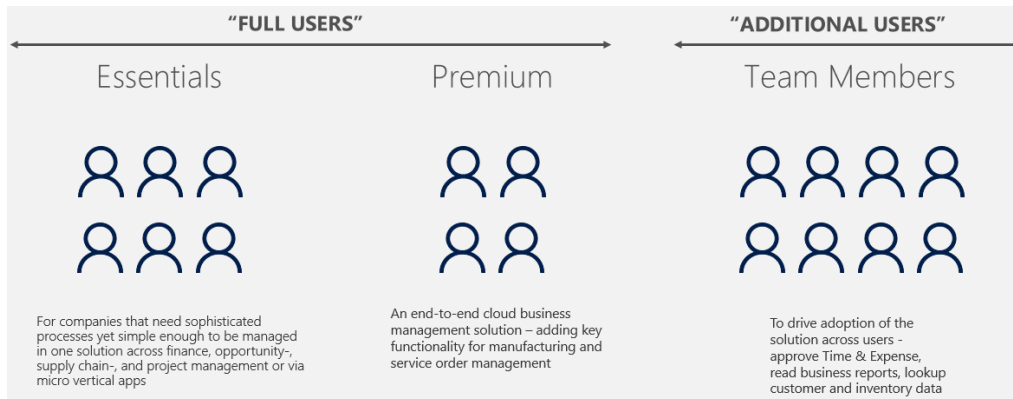 “FULL USERS”
“ADDITIONAL USERS”
Essentials
Premium
Team Members
For companies that need sophisticated
processes yet simple enough to be managed
in one solution across finance, opportunity-,
supply chain-, and project management or via
micro vertical apps
An end-to-end cloud business
management solution – adding key
functionality for manufacturing and
service order management
To drive adoption of the
solution across users -
approve Time & Expense,
read business reports, lookup
customer and inventory data